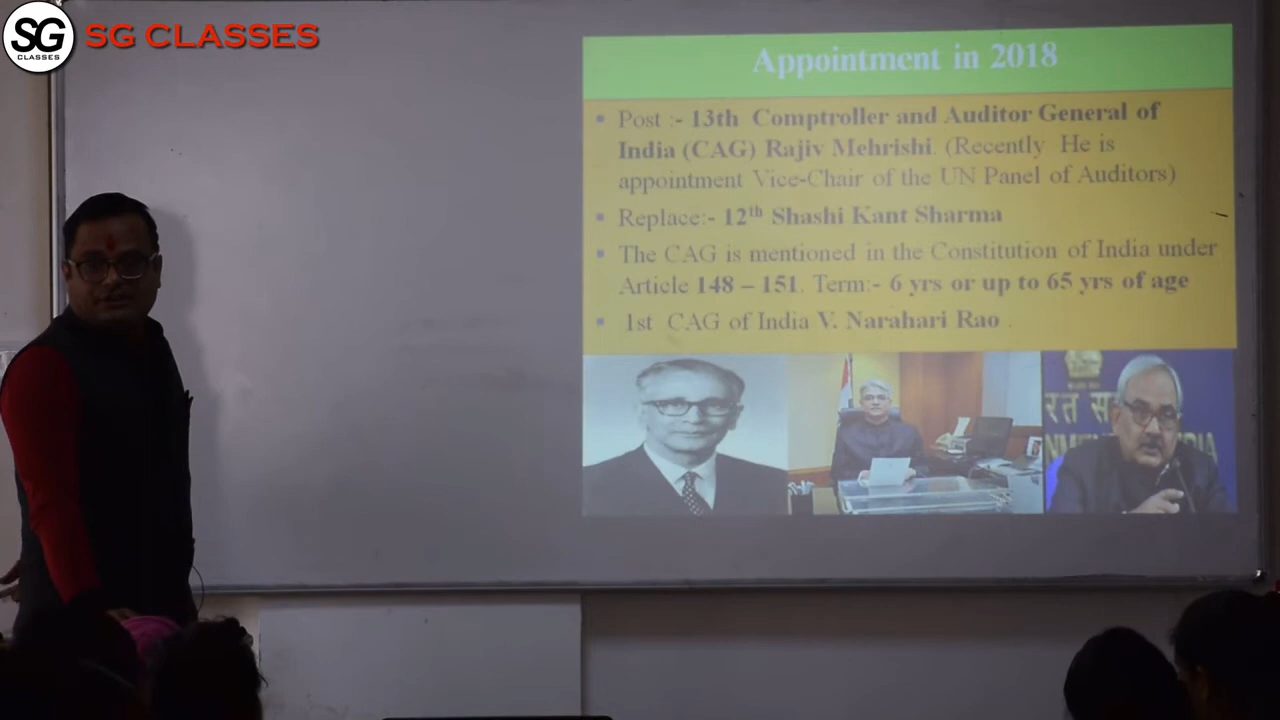 SG
CLASSES
SG CLASSES
Appointment in 2018
▪ Post :- 13th Comptroller and Auditor General of
India (CAG) Rajiv Mehrishi. (Recently He is
appointment Vice-Chair of the UN Panel of Auditors)
▪ Replace:- 12th Shashi Kant Sharma
▪ The CAG is mentioned in the Constitution of India under
Article 148 – 151. Term:- 6 yrs or up to 65 yrs of age
▪ 1st CAG of India V. Narahari Rao .
रत स